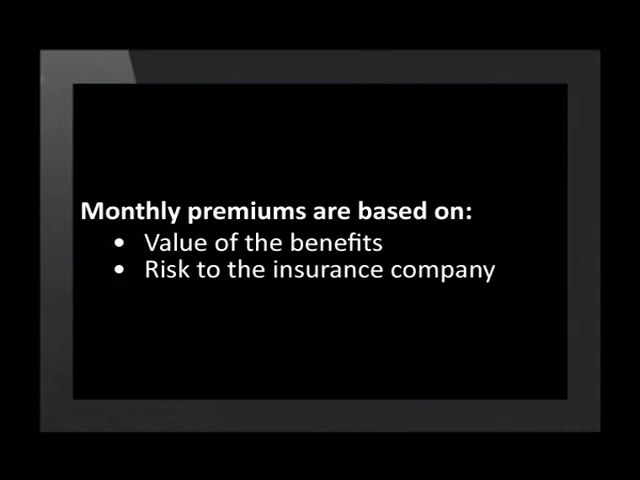 Monthly premiums are based on:
• Value of the benefits
• Risk to the insurance company